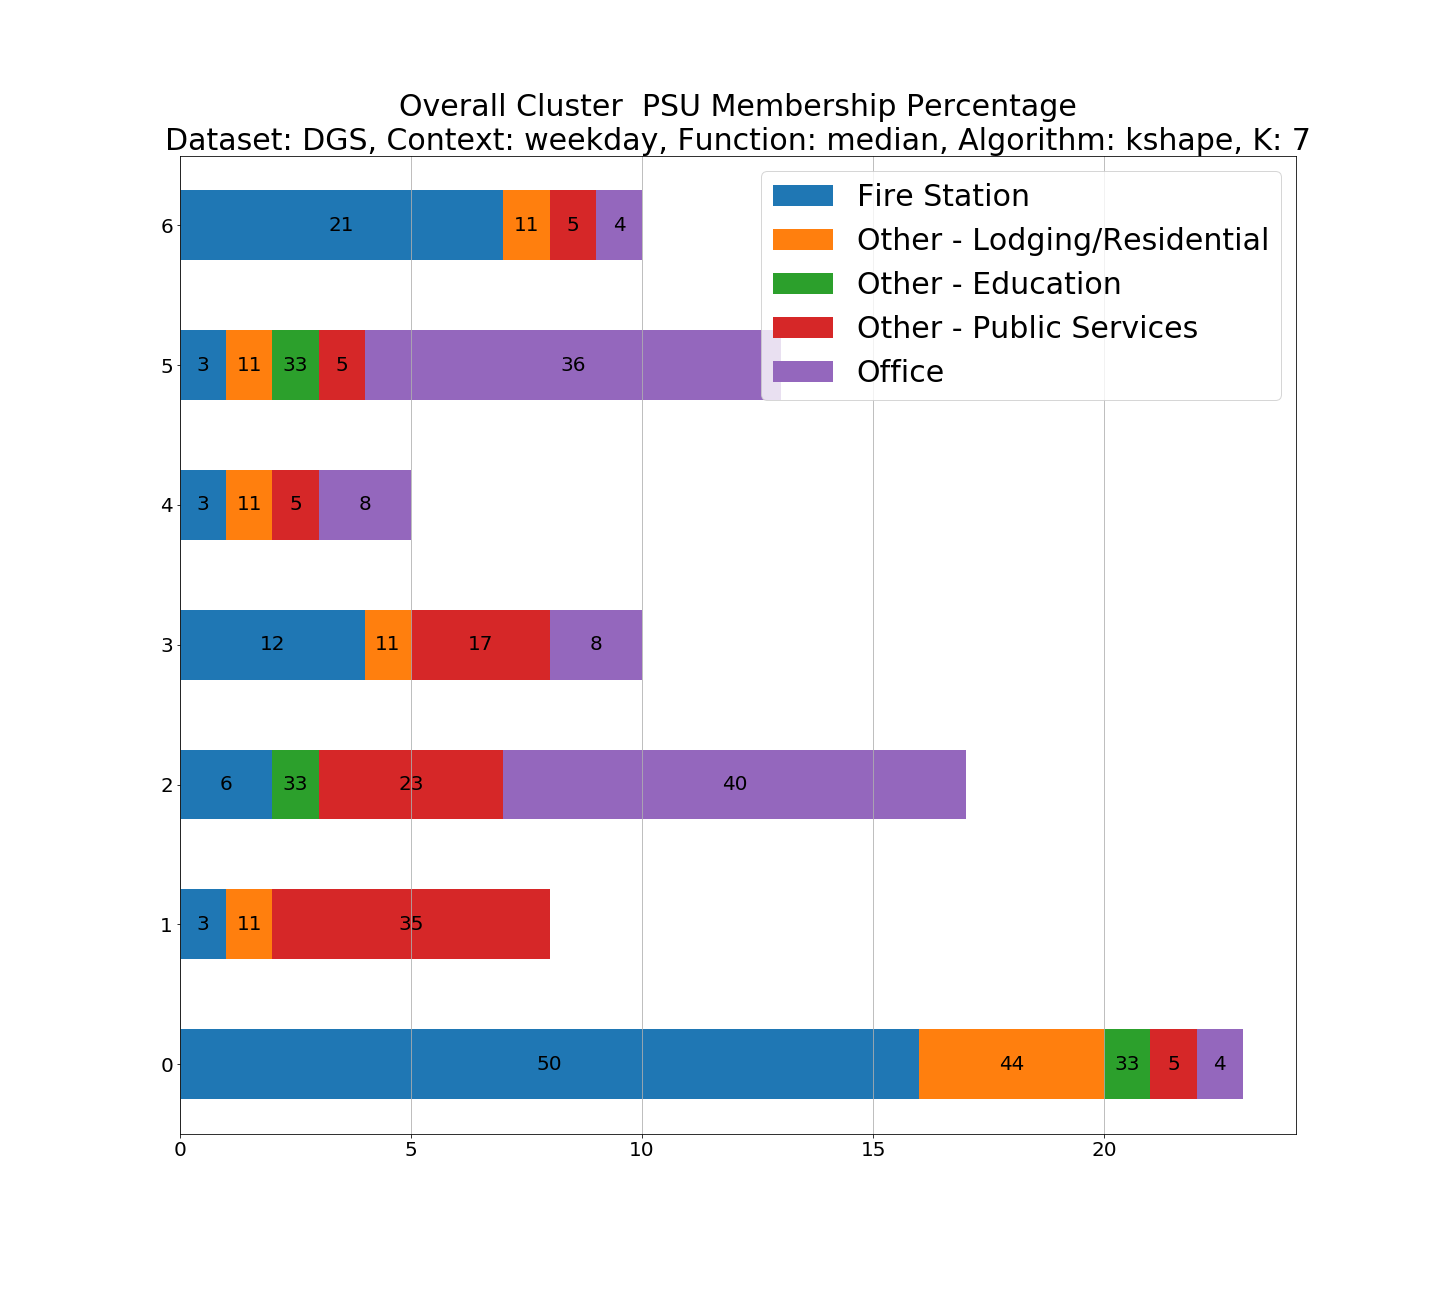 Overall Cluster  PSU Membership Percentage
Dataset: DGS, Context: weekday, Function: median, Algorithm: kshape, K: 7
Fire Station
Other - Lodging/Residential
Other - Education
Other - Public Services
Office
6 21 11 5 4
5 3 11 33 5 36
4 3 11 5 8
3 12 11 17 8
2 6 33 23 40
1 3 11 35
0 50 44 33 5 4
0 5 10 15 20